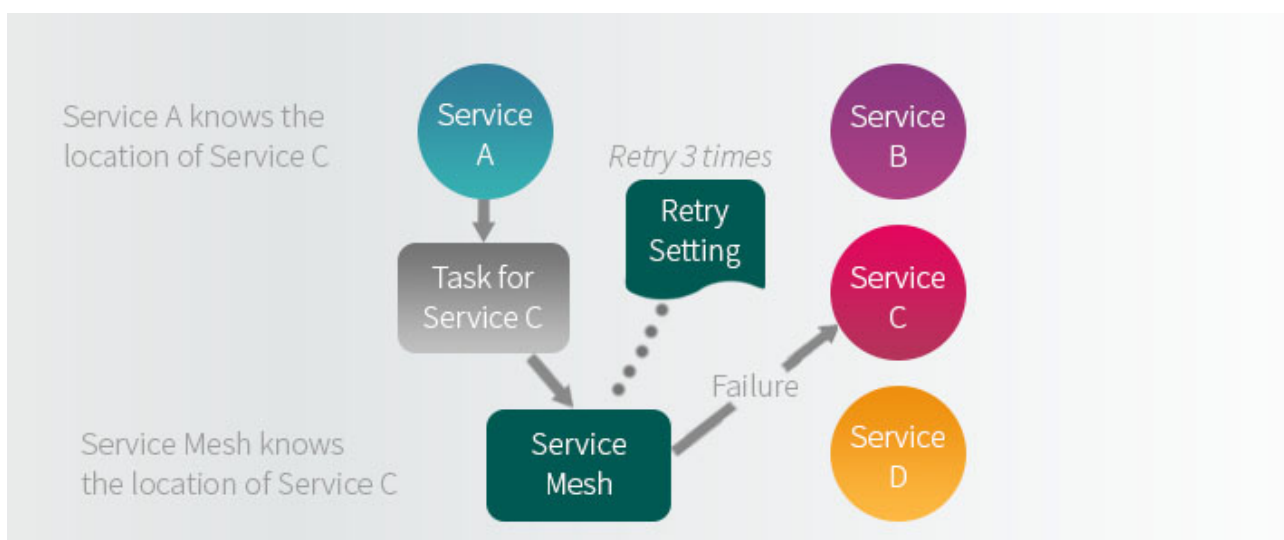 Service A knows the
location of Service C
Service
A
Retry 3 times
Retry
Setting
Service
B
Task for
Service C
Service
C
Failure
Service Mesh knows
the location of Service C
Service
Mesh
Service
D